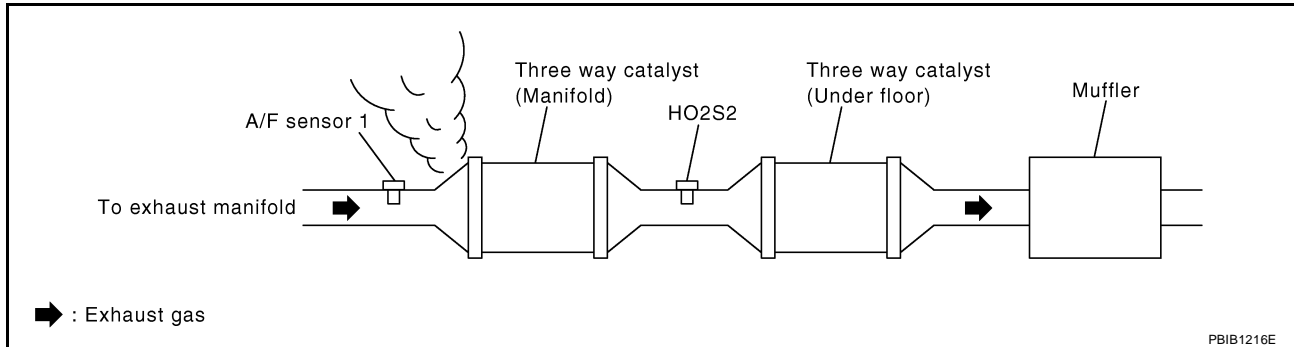 Three way catalyst
(Manifold)
Three way catalyst
(Under floor)
Muffler
A/F sensor 1
HO2S2
To exhaust manifold
: Exhaust gas
PBIB1216E